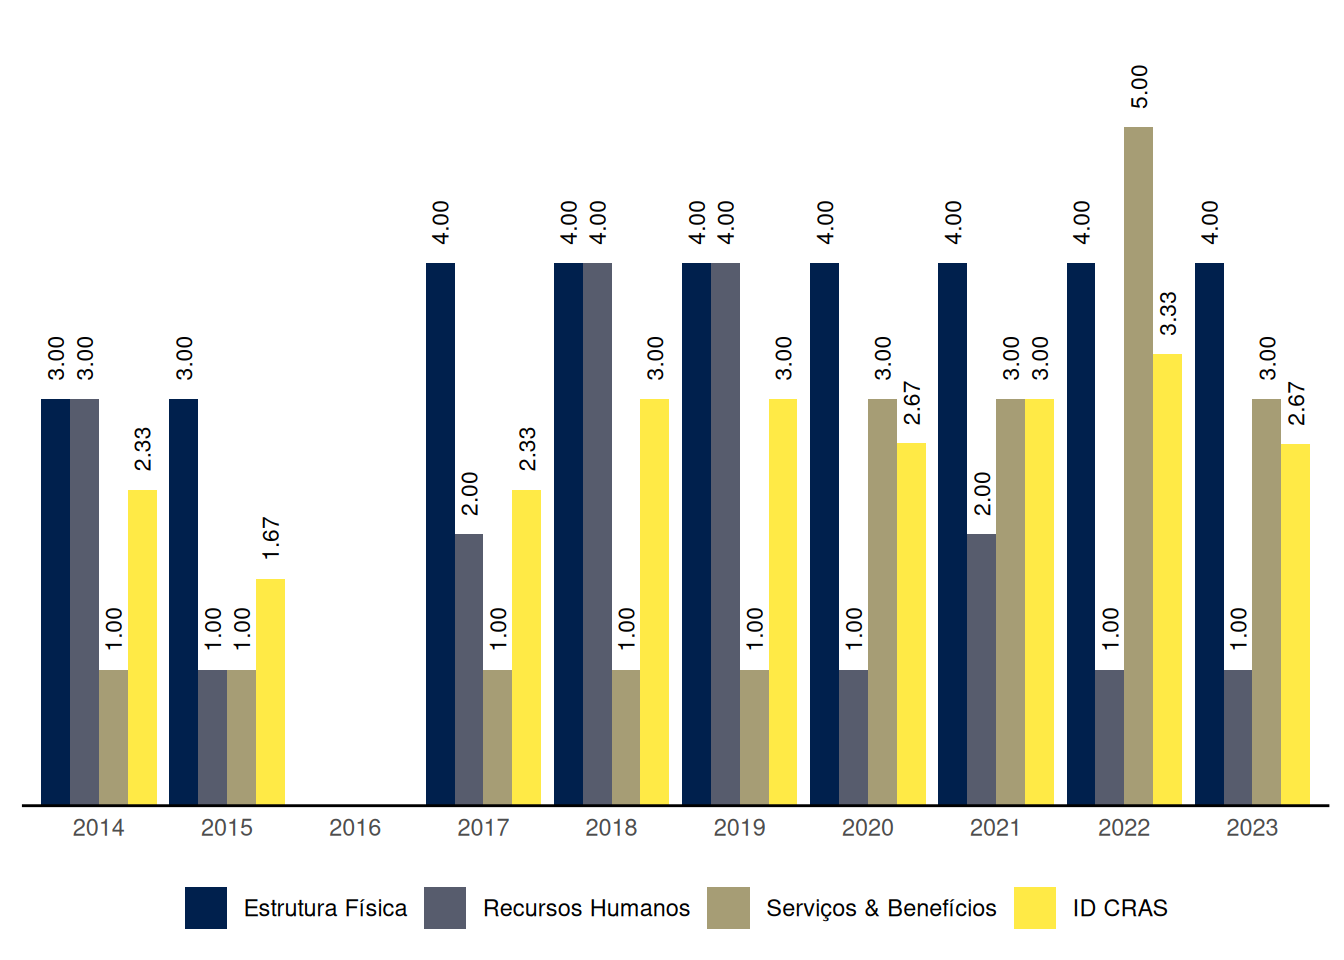 5.00
4.00 4.00 4.00 4.00 4.00 4.00 4.00 4.00 4.00
3.33
3.00 3.00 3.00 3.00 3.00 3.00 3.00 3.00 3.00
2.67 2.67
2.33 2.33
2.00 2.00
1.67
1.00 1.00 1.00 1.00 1.00 1.00 1.00 1.00 1.00
2014 2015 2016 2017 2018 2019 2020 2021 2022 2023
Estrutura Física Recursos Humanos Serviços & Benefícios ID CRAS